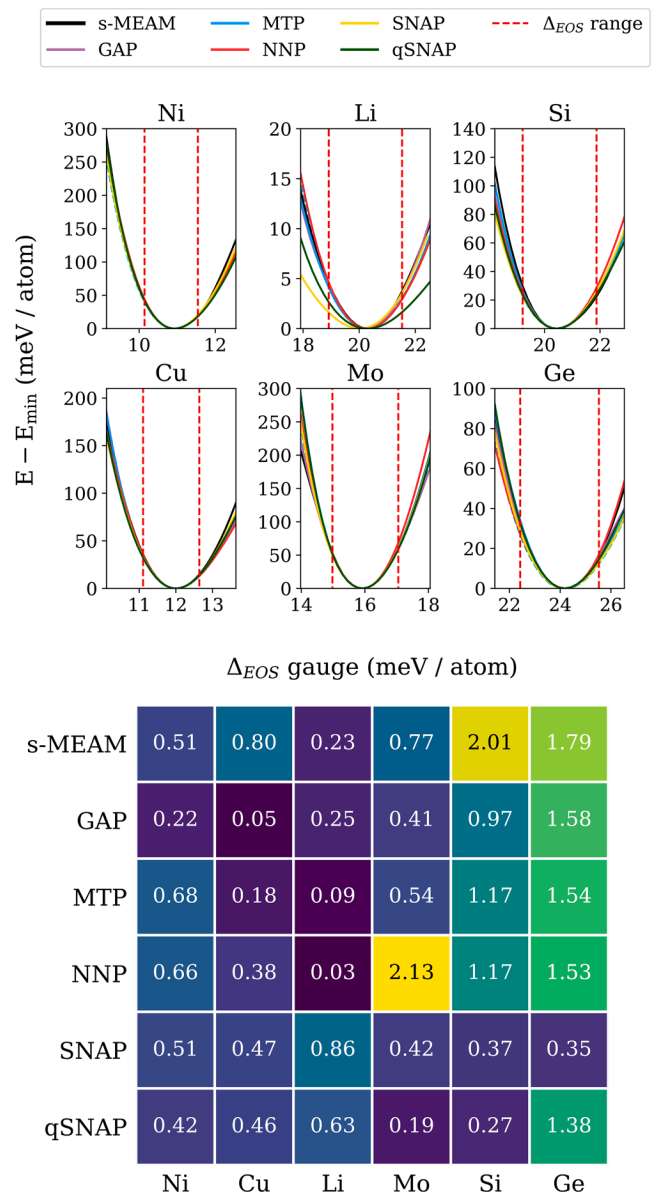 s-MEAM MTP SNAP Δ_EOS range
GAP NNP qSNAP
Ni Li Si
300 20 140
250 120
200 15 100
150 10 80
100 60
50 5 40
20
0 0 0
10 12 18 20 22 20 22
Cu Mo Ge
200 300 100
250 80
150 200 60
100 150 40
50 100 20
50
0 0 0
11 12 13 14 16 18 22 24 26
E − E_min (meV / atom)
Δ_EOS gauge (meV / atom)
s-MEAM 0.51 0.80 0.23 0.77 2.01 1.79
GAP 0.22 0.05 0.25 0.41 0.97 1.58
MTP 0.68 0.18 0.09 0.54 1.17 1.54
NNP 0.66 0.38 0.03 2.13 1.17 1.53
SNAP 0.51 0.47 0.86 0.42 0.37 0.35
qSNAP 0.42 0.46 0.63 0.19 0.27 1.38
Ni Cu Li Mo Si Ge